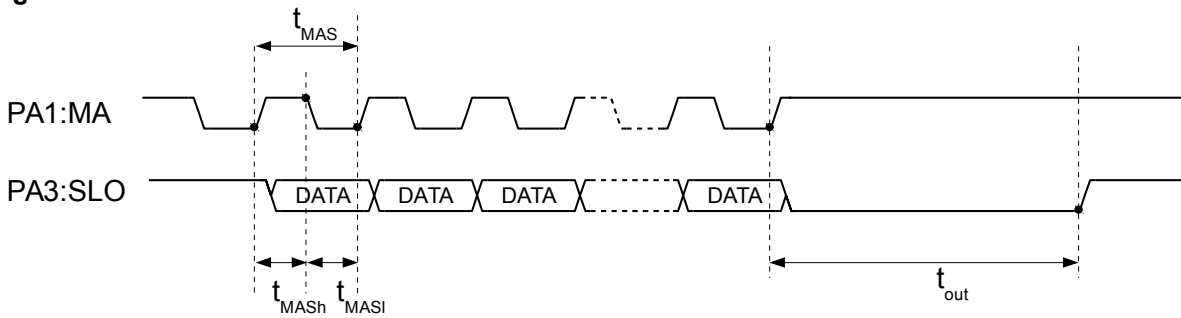 t_MAS
PA1:MA
PA3:SLO
DATA DATA DATA DATA
t_MASh t_MASl
t_out